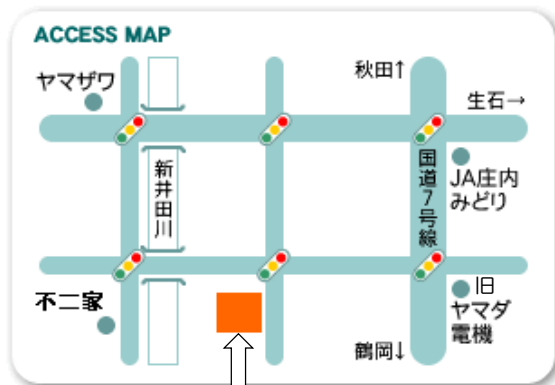 ACCESS MAP
ヤマザワ
秋田↑
生石→
新井田川
国道7号線
JA庄内
みどり
不二家
旧
ヤマダ
電機
鶴岡↓